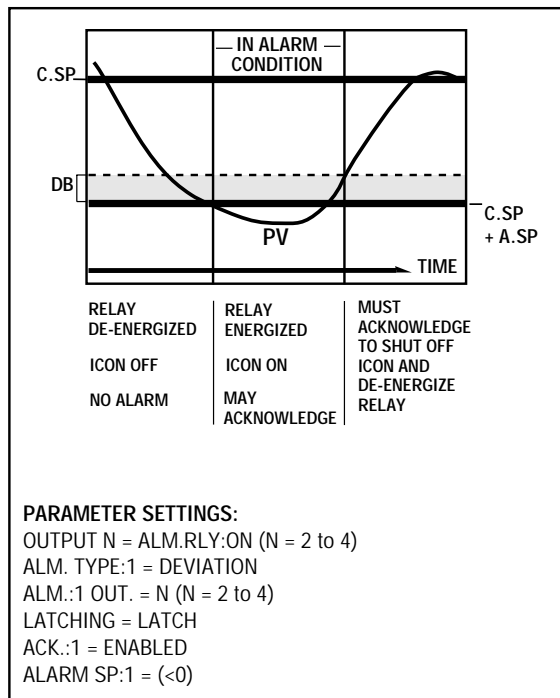 — IN ALARM —
CONDITION
C.SP
DB
PV
C.SP
+ A.SP
TIME
RELAY
DE-ENERGIZED
ICON OFF
NO ALARM
RELAY
ENERGIZED
ICON ON
MAY
ACKNOWLEDGE
MUST
ACKNOWLEDGE
TO SHUT OFF
ICON AND
DE-ENERGIZE
RELAY
PARAMETER SETTINGS:
OUTPUT N = ALM.RLY:ON (N = 2 to 4)
ALM. TYPE:1 = DEVIATION
ALM.:1 OUT. = N (N = 2 to 4)
LATCHING = LATCH
ACK.:1 = ENABLED
ALARM SP:1 = (<0)